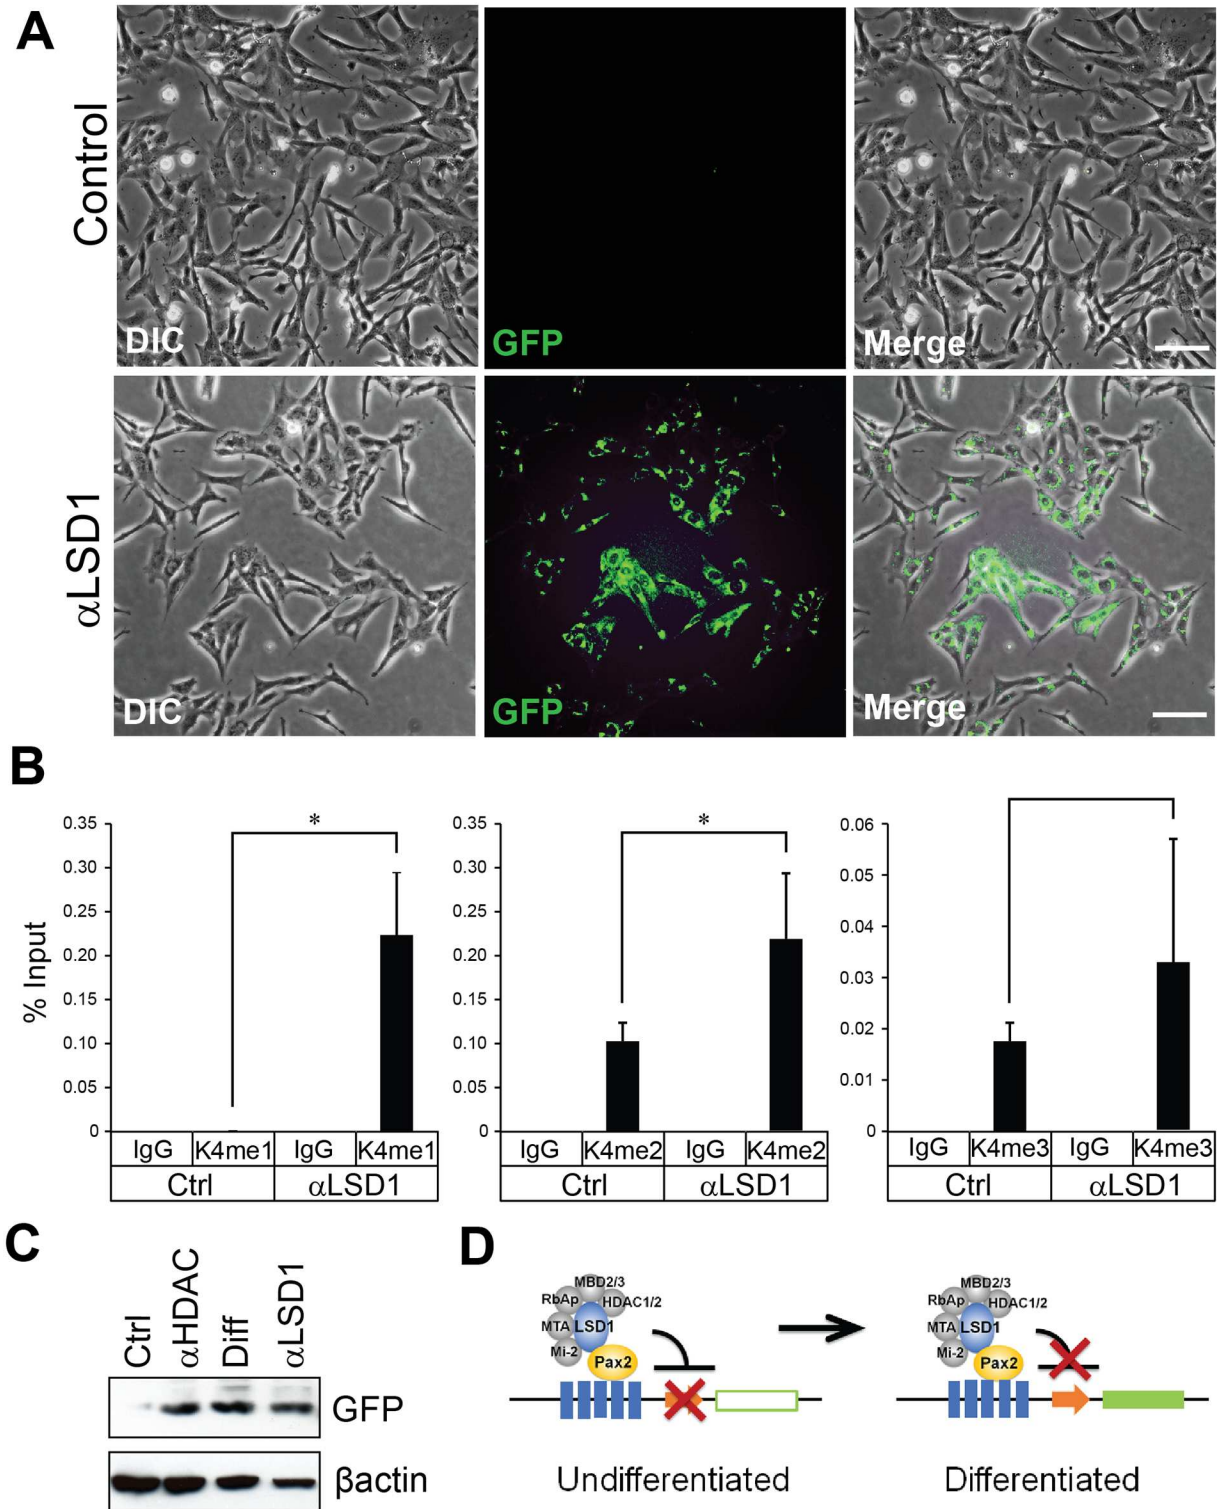 A
Control
DIC
GFP
Merge
αLSD1
DIC
GFP
Merge
B
% Input
0.35
0.30
0.25
0.20
0.15
0.10
0.05
0
*
IgG K4me1 IgG K4me1
Ctrl αLSD1
0.35
0.30
0.25
0.20
0.15
0.10
0.05
0
*
IgG K4me2 IgG K4me2
Ctrl αLSD1
0.06
0.05
0.04
0.03
0.02
0.01
0
IgG K4me3 IgG K4me3
Ctrl αLSD1
C
Ctrl
αHDAC
Diff
αLSD1
GFP
βactin
D
MBD2/3
RbAp
HDAC1/2
MTA
LSD1
Mi-2
Pax2
Undifferentiated
MBD2/3
RbAp
HDAC1/2
MTA
LSD1
Mi-2
Pax2
Differentiated